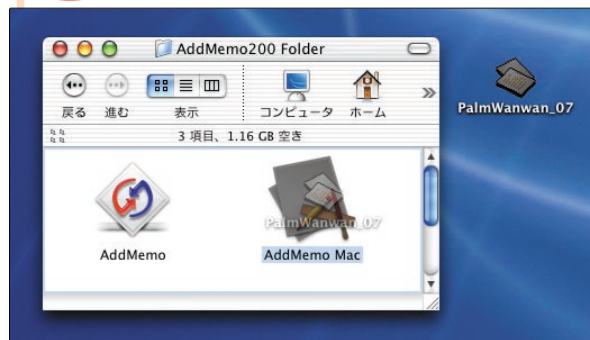 AddMemo200 Folder
戻る 進む 表示 コンピュータ ホーム
3 項目、1.16 GB 空き
PalmWanwan_07
PalmWanwan_07
AddMemo AddMemo Mac